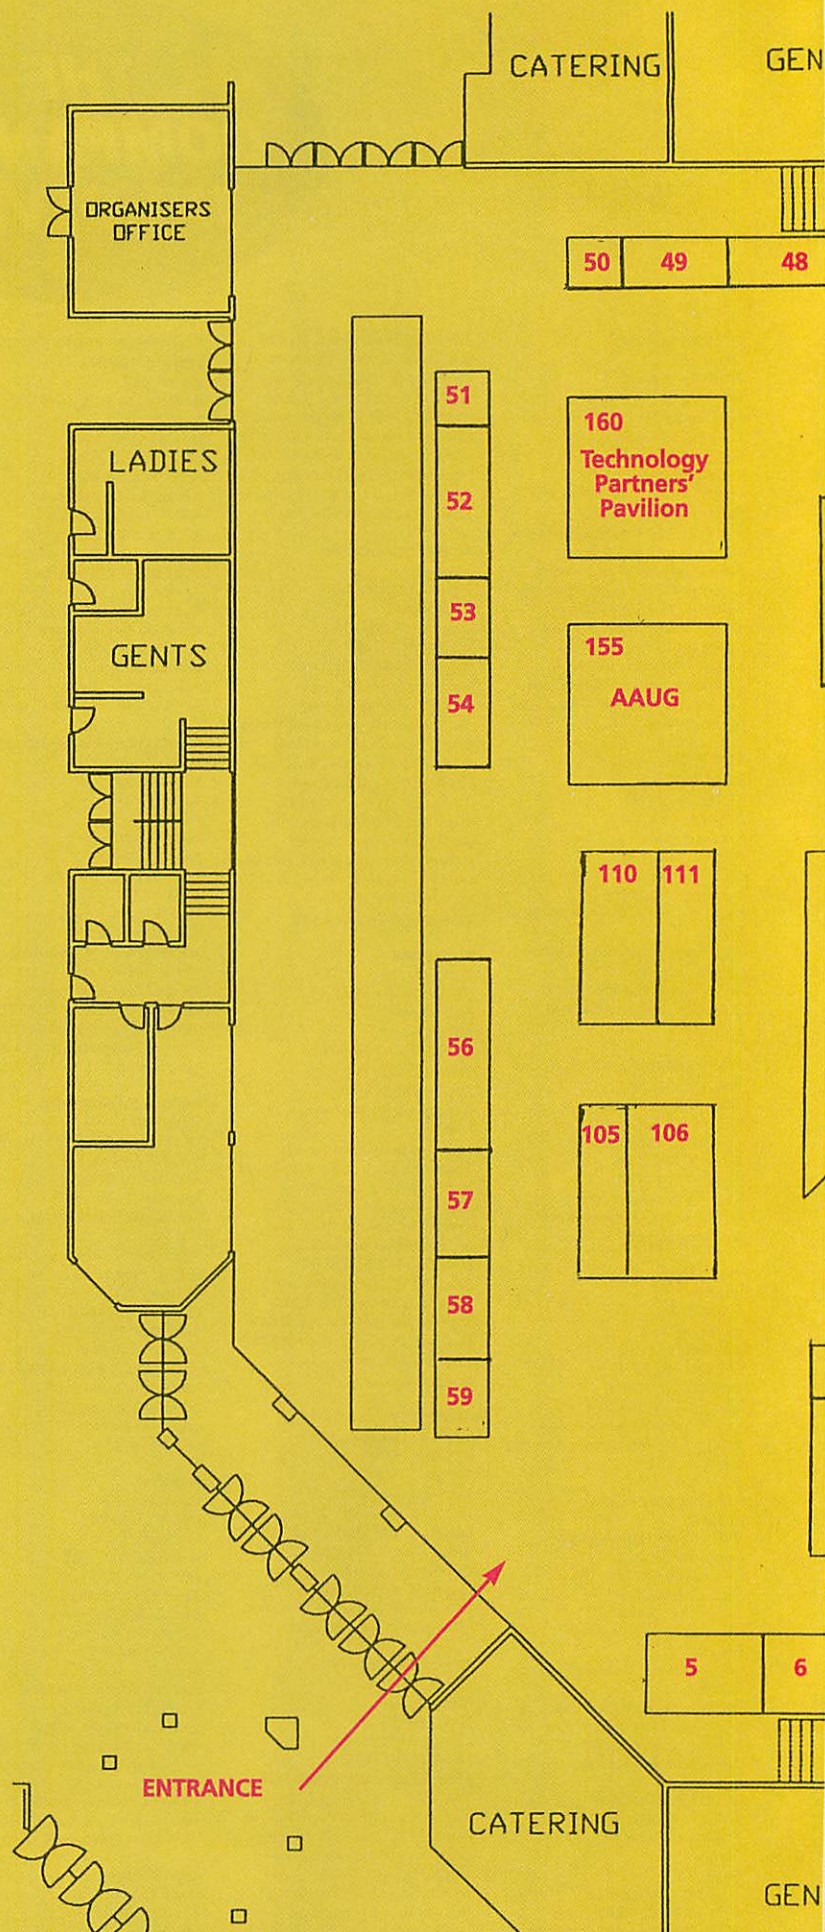 CATERING
GEN
ORGANISERS
OFFICE
50
49
48
51
160
Technology
Partners’
Pavilion
LADIES
52
53
155
AAUG
GENTS
54
110
111
56
105
106
57
58
59
5
6
ENTRANCE
CATERING
GEN